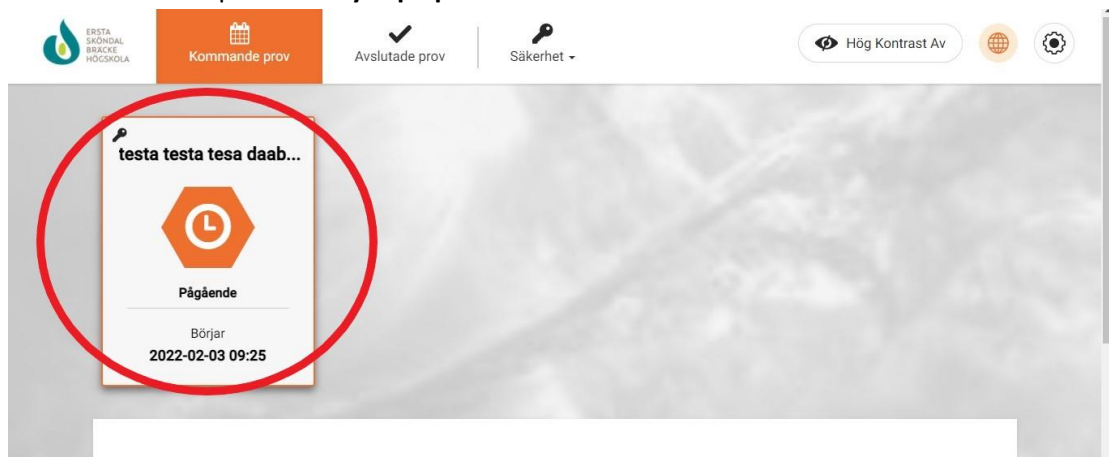 ERSTA
SKÖNDAL
BRÄCKE
HÖGSKOLA
Kommande prov
Avslutade prov
Säkerhet
Hög Kontrast Av
testa testa tesa daab...
Pågående
Börjar
2022-02-03 09:25